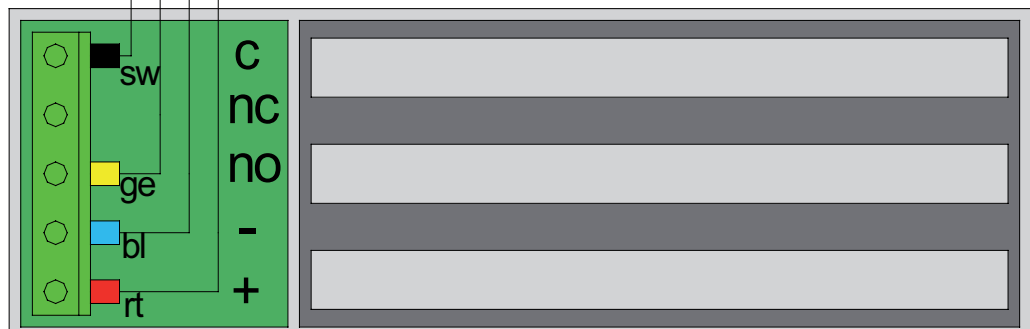 sw c
nc
ge no
bl -
rt +